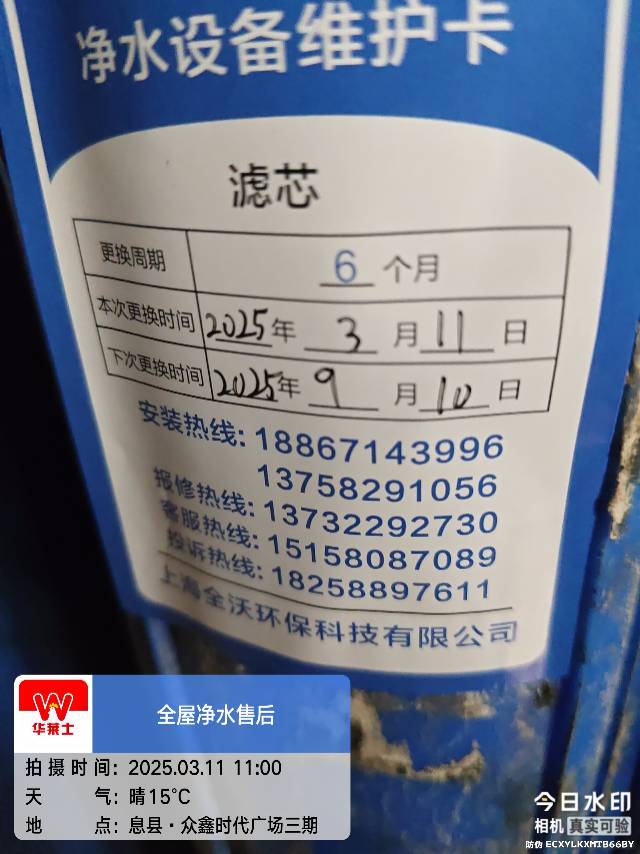 净水设备维护卡
滤芯
更换周期 6 个月
本次更换时间 2025年 3 月 11 日
下次更换时间 2025年 9 月 10 日
安装热线: 18867143996
13758291056
报修热线: 13732292730
客服热线: 15158087089
投诉热线: 18258897611
上海全沃环保科技有限公司
华莱士
全屋净水售后
拍摄时间: 2025.03.11 11:00
天 气: 晴15°C
地 点: 息县·众鑫时代广场三期
今日水印
相机 真实可验
防伪 ECXYLKXMTB66BY